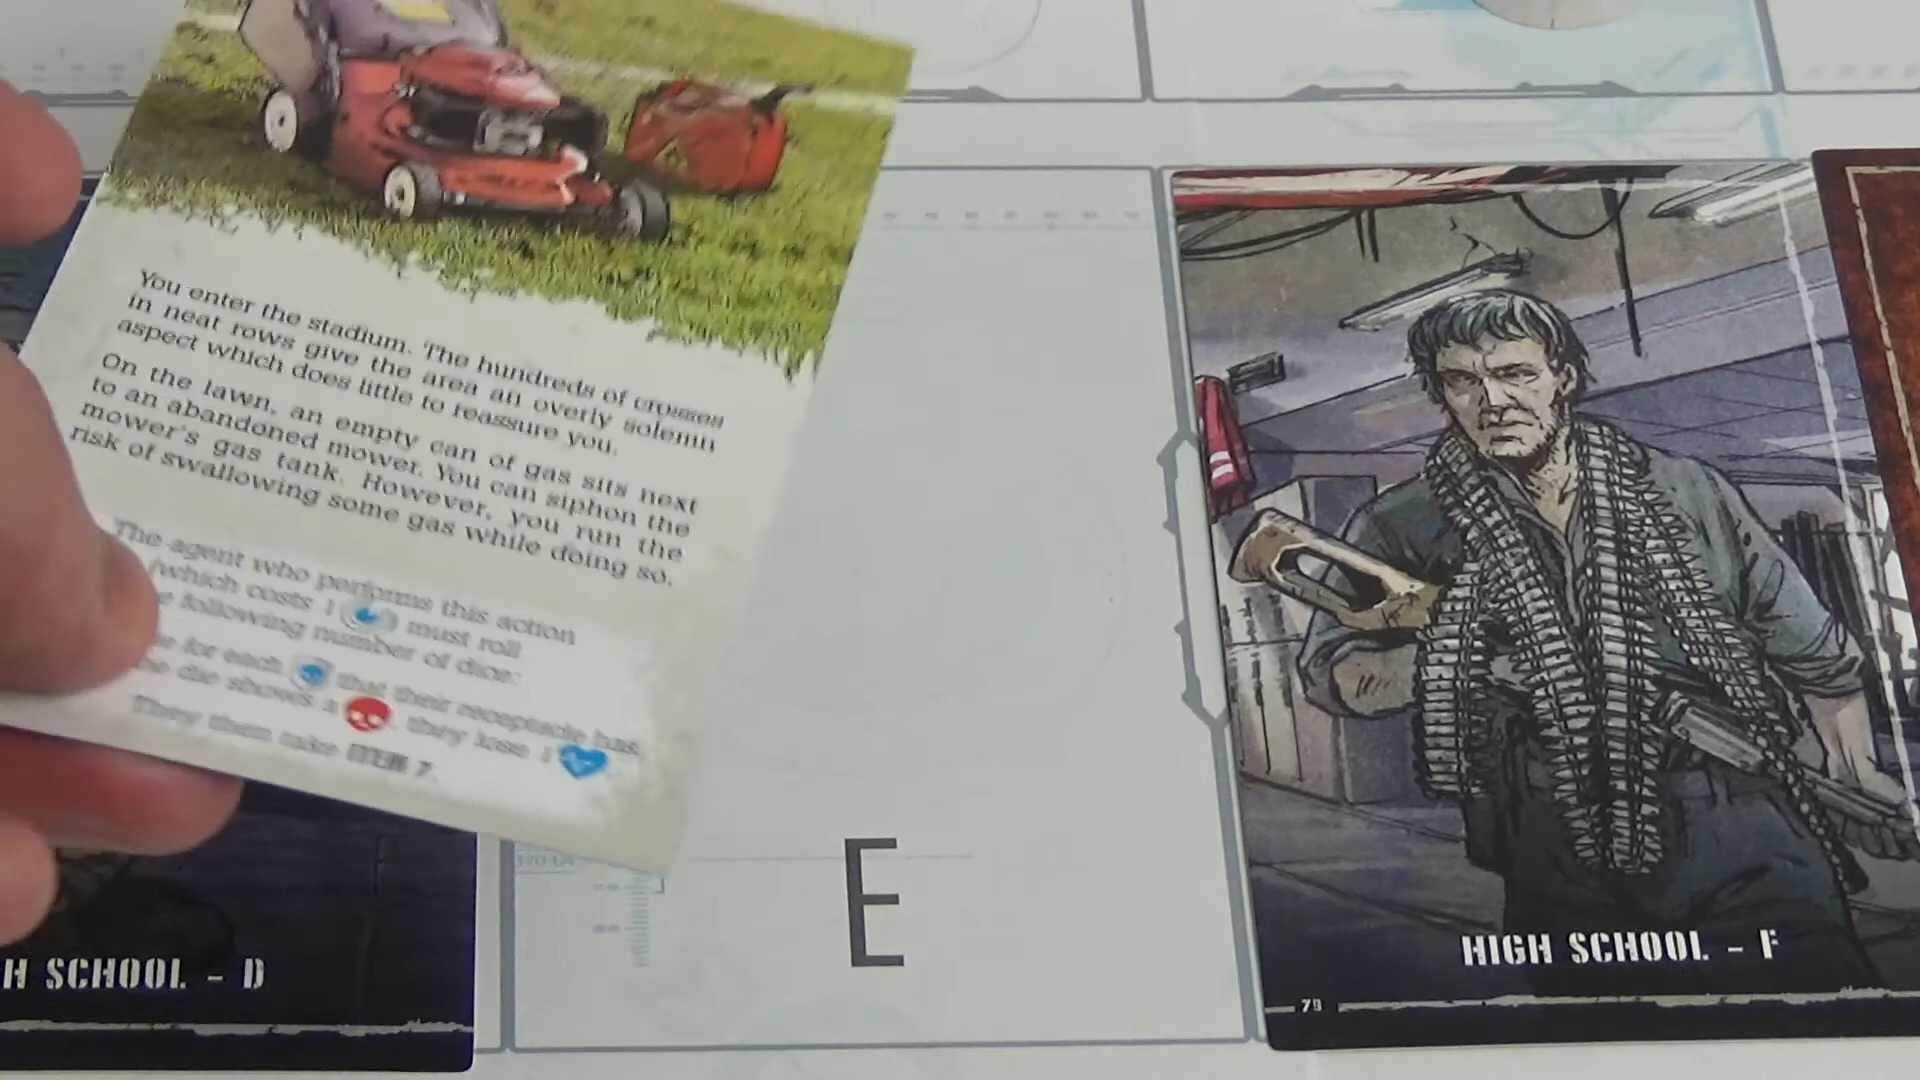 You enter the stadium. The hundreds of crosses
in neat rows give the area an overly solemn
aspect which does little to reassure you.
On the lawn, an empty can of gas sits next
to an abandoned mower. You can siphon the
mower's gas tank. However, you run the
risk of swallowing some gas while doing so.
The agent who performs this action
(which costs 1 must roll
following number of dice:
for each that their receptacle has.
die shows a , they lose 1
They then take ITEM 7.
H SCHOOL - D
E
HIGH SCHOOL - F
79